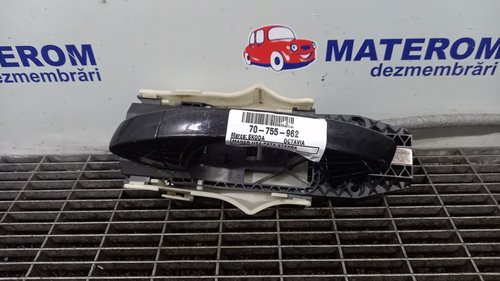 MATEROM
dezmembrări
MATEROM
dezmembrări
70-755-962
Marca: SKODA OCTAVIA